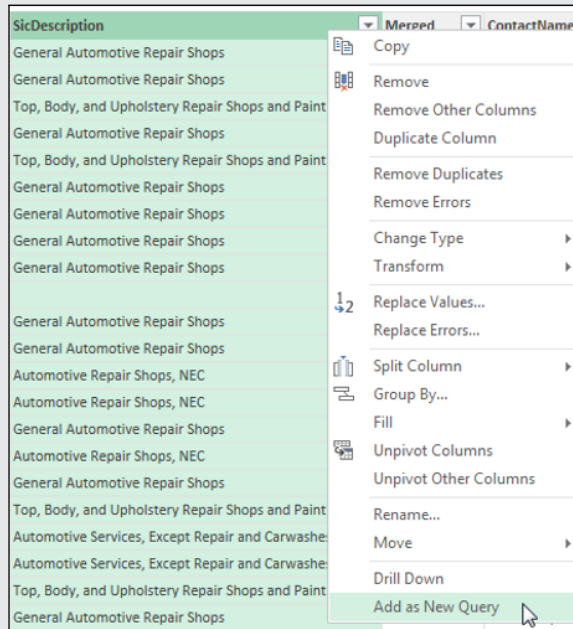 SicDescription Merged ContactName
General Automotive Repair Shops
General Automotive Repair Shops
Top, Body, and Upholstery Repair Shops and Paint
General Automotive Repair Shops
Top, Body, and Upholstery Repair Shops and Paint
General Automotive Repair Shops
General Automotive Repair Shops
General Automotive Repair Shops
General Automotive Repair Shops
General Automotive Repair Shops
General Automotive Repair Shops
Automotive Repair Shops, NEC
Automotive Repair Shops, NEC
General Automotive Repair Shops
Automotive Repair Shops, NEC
General Automotive Repair Shops
Top, Body, and Upholstery Repair Shops and Paint
Automotive Services, Except Repair and Carwashe
Automotive Services, Except Repair and Carwashe
Top, Body, and Upholstery Repair Shops and Paint
General Automotive Repair Shops
Copy
Remove
Remove Other Columns
Duplicate Column
Remove Duplicates
Remove Errors
Change Type
Transform
1 2 Replace Values...
Replace Errors...
Split Column
Group By...
Fill
Unpivot Columns
Unpivot Other Columns
Rename...
Move
Drill Down
Add as New Query